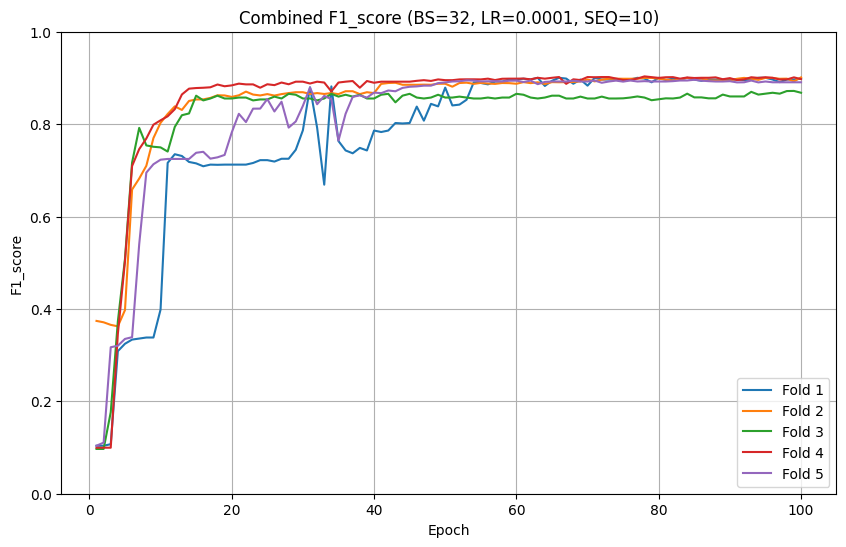 Combined F1_score (BS=32, LR=0.0001, SEQ=10)
F1_score
1.0
0.8
0.6
0.4
0.2
0.0
Fold 1
Fold 2
Fold 3
Fold 4
Fold 5
0 20 40 60 80 100
Epoch